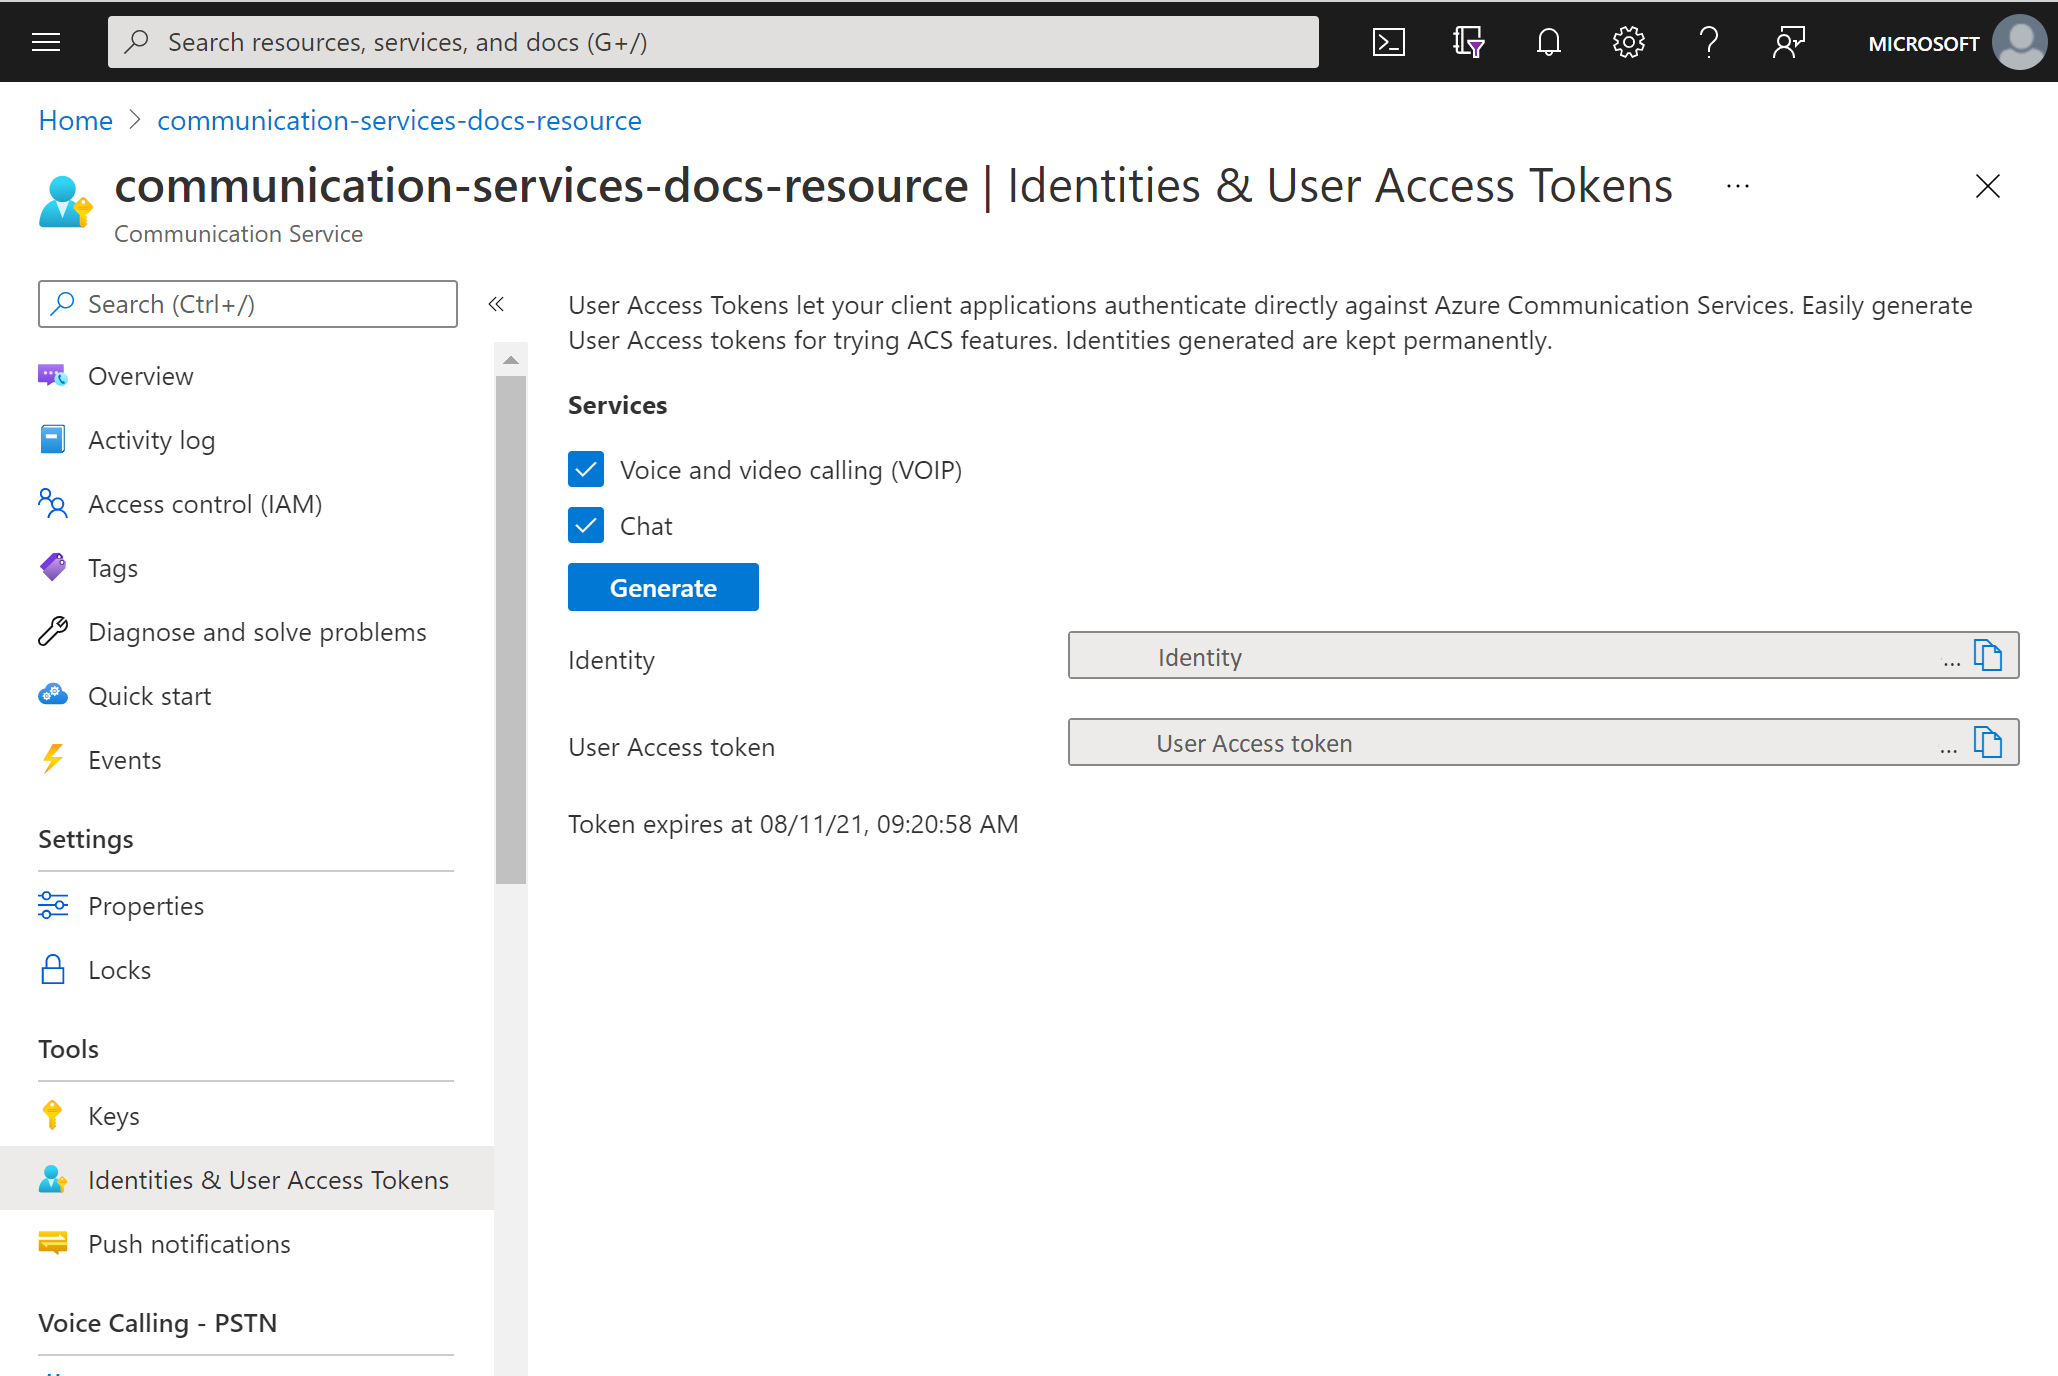 Search resources, services, and docs (G+/)
MICROSOFT
Home > communication-services-docs-resource
communication-services-docs-resource | Identities & User Access Tokens ...
Communication Service
Search (Ctrl+/)
«
Overview
Activity log
Access control (IAM)
Tags
Diagnose and solve problems
Quick start
Events
Settings
Properties
Locks
Tools
Keys
Identities & User Access Tokens
Push notifications
Voice Calling - PSTN
User Access Tokens let your client applications authenticate directly against Azure Communication Services. Easily generate
User Access tokens for trying ACS features. Identities generated are kept permanently.
Services
Voice and video calling (VOIP)
Chat
Generate
Identity
Identity ...
User Access token
User Access token ...
Token expires at 08/11/21, 09:20:58 AM